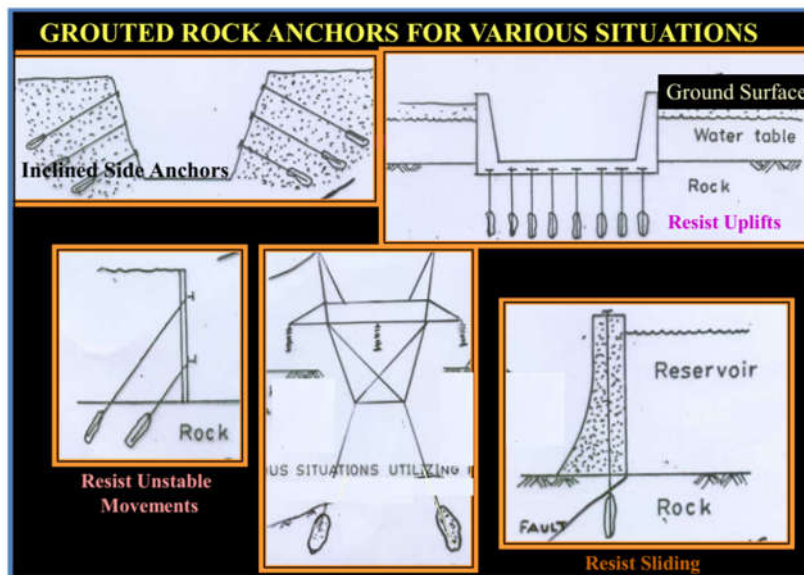 GROUTED ROCK ANCHORS FOR VARIOUS SITUATIONS
Inclined Side Anchors
Ground Surface
Water table
Rock
Resist Uplifts
Rock
Resist Unstable
Movements
OUS SITUATIONS UTILIZING
Reservoir
Rock
FAULT
Resist Sliding